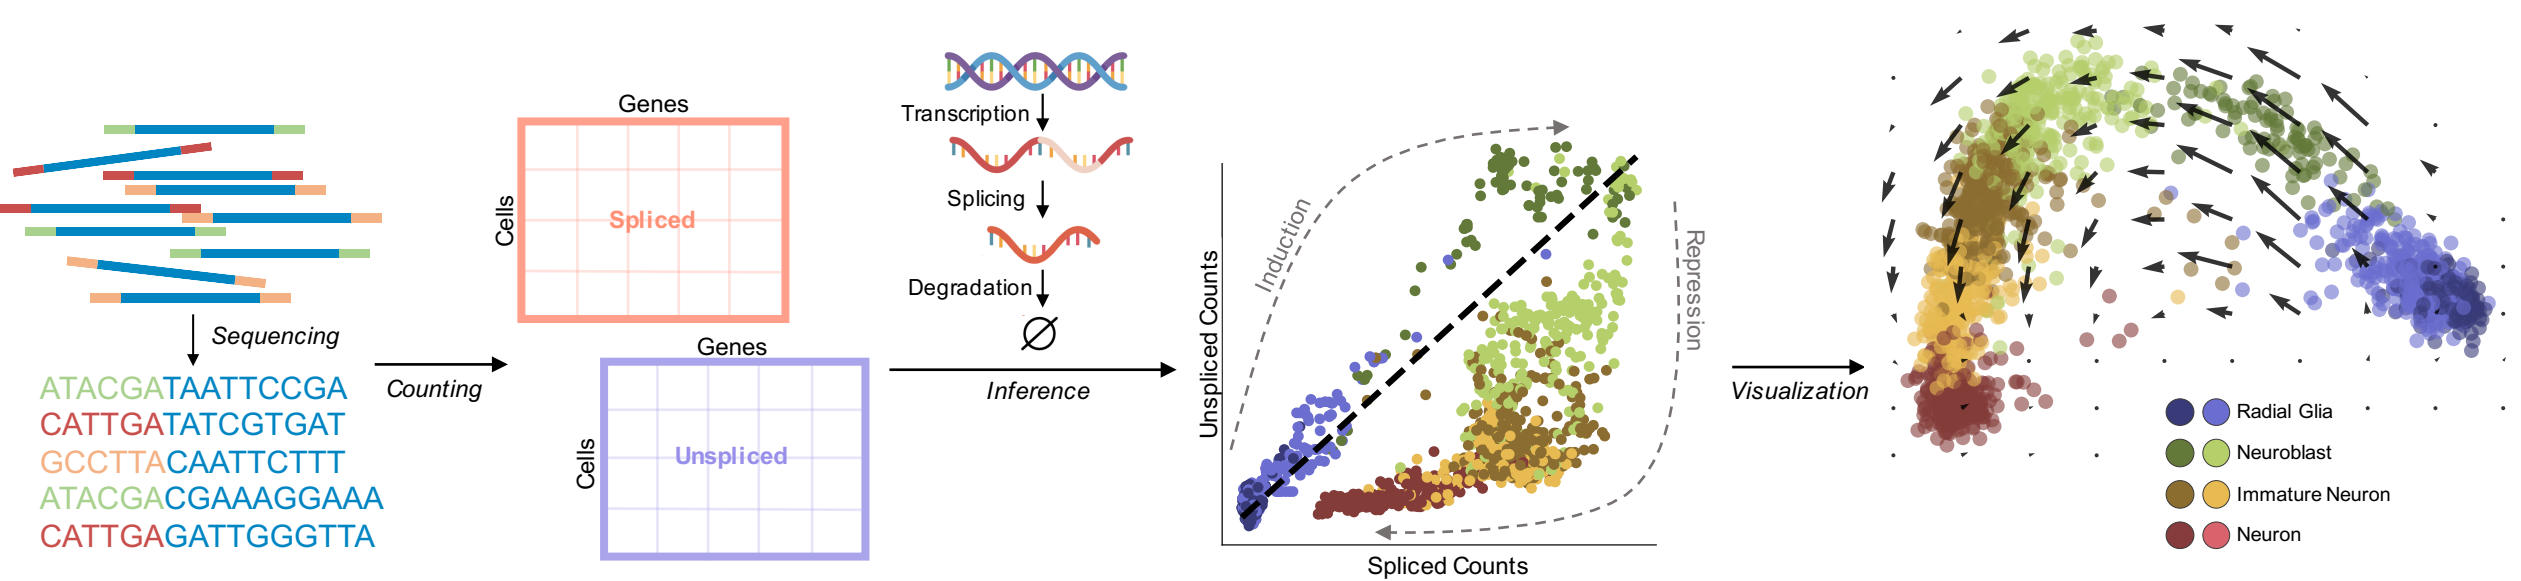 Sequencing
ATACGATAATTCCGA
CATTGATATCGTGAT
GCCTTACAATTCTTT
ATACGACGAAAGGAAA
CATTGAGATTGGGTTA
Counting
Genes
Cells
Spliced
Genes
Cells
Unspliced
Transcription
Splicing
Degradation
∅
Inference
Induction
Repression
Unspliced Counts
Spliced Counts
Visualization
Radial Glia
Neuroblast
Immature Neuron
Neuron